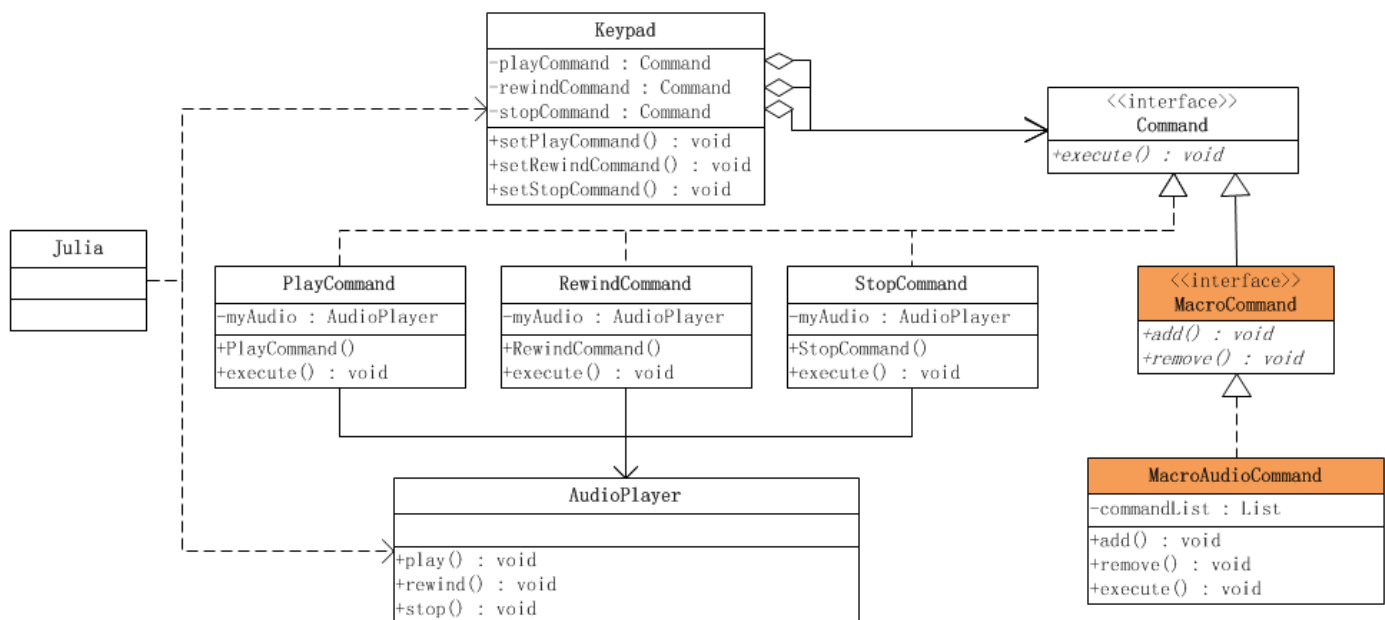 Keypad
-playCommand : Command
-rewindCommand : Command
-stopCommand : Command
+setPlayCommand() : void
+setRewindCommand() : void
+setStopCommand() : void
<<interface>>
Command
+execute() : void
Julia
PlayCommand
-myAudio : AudioPlayer
+PlayCommand()
+execute() : void
RewindCommand
-myAudio : AudioPlayer
+RewindCommand()
+execute() : void
StopCommand
-myAudio : AudioPlayer
+StopCommand()
+execute() : void
<<interface>>
MacroCommand
+add() : void
+remove() : void
AudioPlayer
+play() : void
+rewind() : void
+stop() : void
MacroAudioCommand
-commandList : List
+add() : void
+remove() : void
+execute() : void